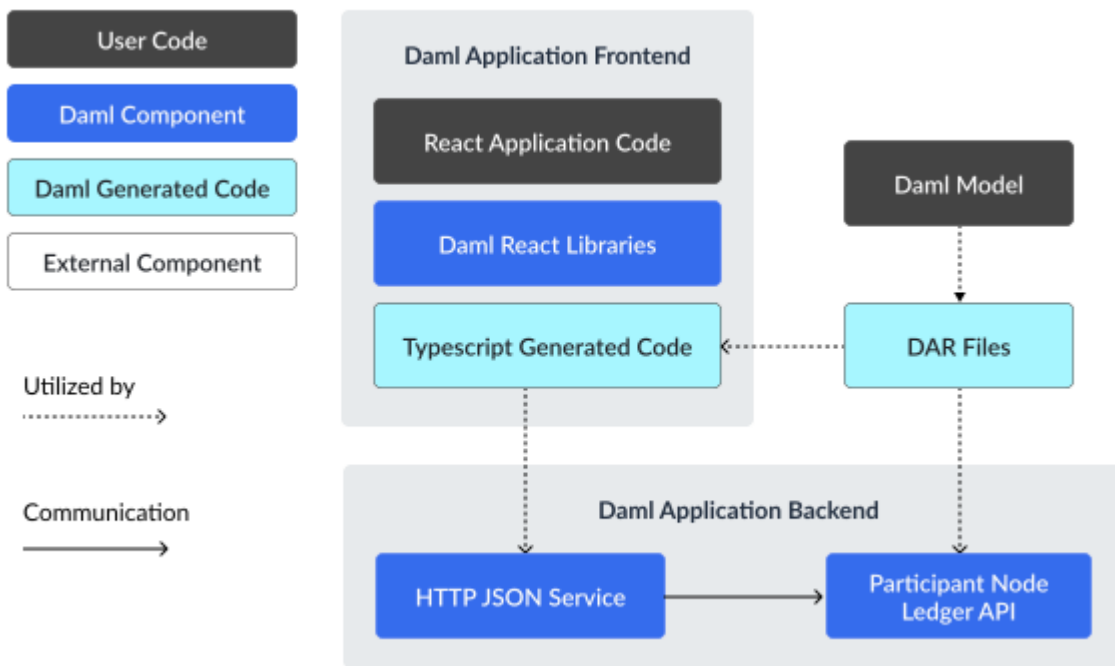 User Code
Daml Component
Daml Generated Code
External Component
Utilized by
Communication
Daml Application Frontend
React Application Code
Daml React Libraries
Typescript Generated Code
Daml Model
DAR Files
Daml Application Backend
HTTP JSON Service
Participant Node
Ledger API